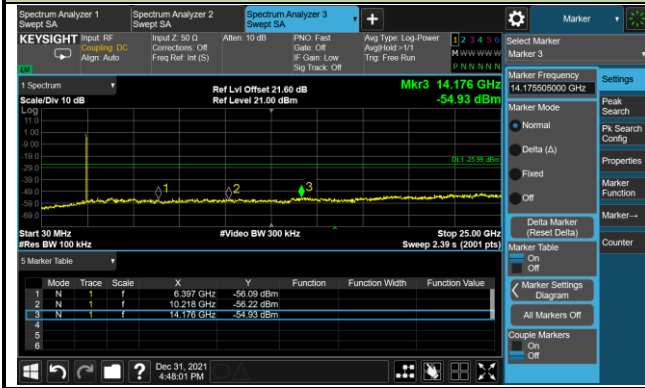 Spectrum Analyzer 1
Swept SA
Spectrum Analyzer 2
Swept SA
Spectrum Analyzer 3
Swept SA
+
Marker
KEYSIGHT
Input: RF
Coupling: DC
Align: Auto
Input Z: 50 Ω
Corrections: Off
Freq Ref: Int (S)
Atten: 10 dB
PNO: Fast
Gate: Off
IF Gain: Low
Sig Track: Off
Avg Type: Log-Power
Avg|Hold:>1/1
Trig: Free Run
1 2 3 4 5 6
M W W W W W
P N N N N N
Select Marker
Marker 3
1 Spectrum
Scale/Div 10 dB
Ref Lvl Offset 21.60 dB
Ref Level 21.00 dBm
Mkr3 14.176 GHz
-54.93 dBm
Log
11.0
1.00
-9.00
-19.0
-29.0
-39.0
-49.0
-59.0
-69.0
DL1 -25.99 dBm
1
2
3
Start 30 MHz
#Res BW 100 kHz
#Video BW 300 kHz
Stop 25.00 GHz
Sweep 2.39 s (2001 pts)
5 Marker Table
Mode Trace Scale X Y Function Function Width Function Value
1 N 1 f 6.397 GHz -56.09 dBm
2 N 1 f 10.218 GHz -56.22 dBm
3 N 1 f 14.176 GHz -54.93 dBm
4
5
6
Marker Frequency
14.175505000 GHz
Marker Mode
Normal
Delta (Δ)
Fixed
Off
Delta Marker
(Reset Delta)
Marker Table
On
Off
Marker Settings
Diagram
All Markers Off
Couple Markers
On
Off
Settings
Peak
Search
Pk Search
Config
Properties
Marker
Function
Marker→
Counter
?
Dec 31, 2021
4:48:01 PM